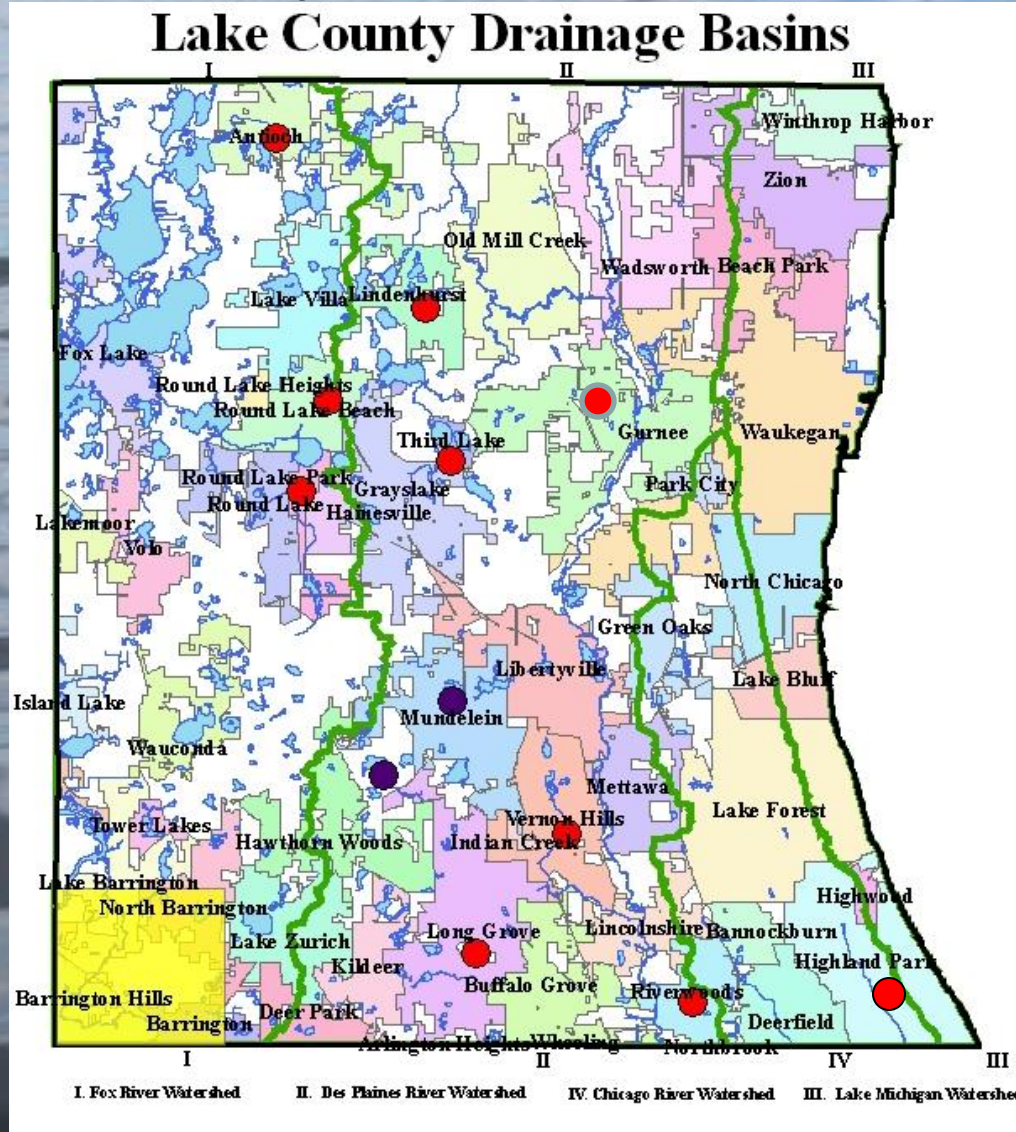 Lake County Drainage Basins
I II III
Winthrop Harbor
Antioch
Zion
Old Mill Creek
Wadsworth Beach Park
Lake Villa Lindenhurst
Fox Lake
Round Lake Heights
Round Lake Beach
Gurnee Waukegan
Third Lake
Round Lake Park
Park City
Grayslake
Round Lake
Hainesville
Lakemoor
Volo
North Chicago
Green Oaks
Libertyville
Lake Bluff
Island Lake
Mundelein
Wauconda
Mettawa
Lake Forest
Vernon Hills
Tower Lakes
Hawthorn Woods Indian Creek
Lake Barrington
Highwood
North Barrington
Long Grove Lincolnshire Bannockburn
Lake Zurich
Highland Park
Kildeer
Buffalo Grove
Riverwoods
Barrington Hills
Deer Park
Barrington
Deerfield
Arlington Heights Wheeling
Northbrook
I II IV III
I. Fox River Watershed II. Des Plaines River Watershed IV. Chicago River Watershed III. Lake Michigan Watershe